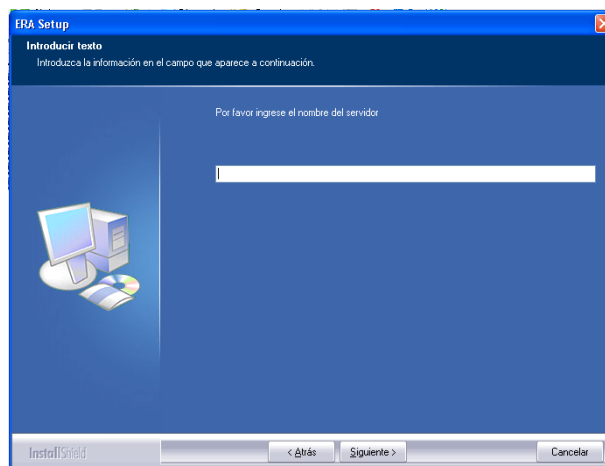 ERA Setup
Introducir texto
Introduzca la información en el campo que aparece a continuación.
Por favor ingrese el nombre del servidor
InstallShield
< Atrás
Siguiente >
Cancelar